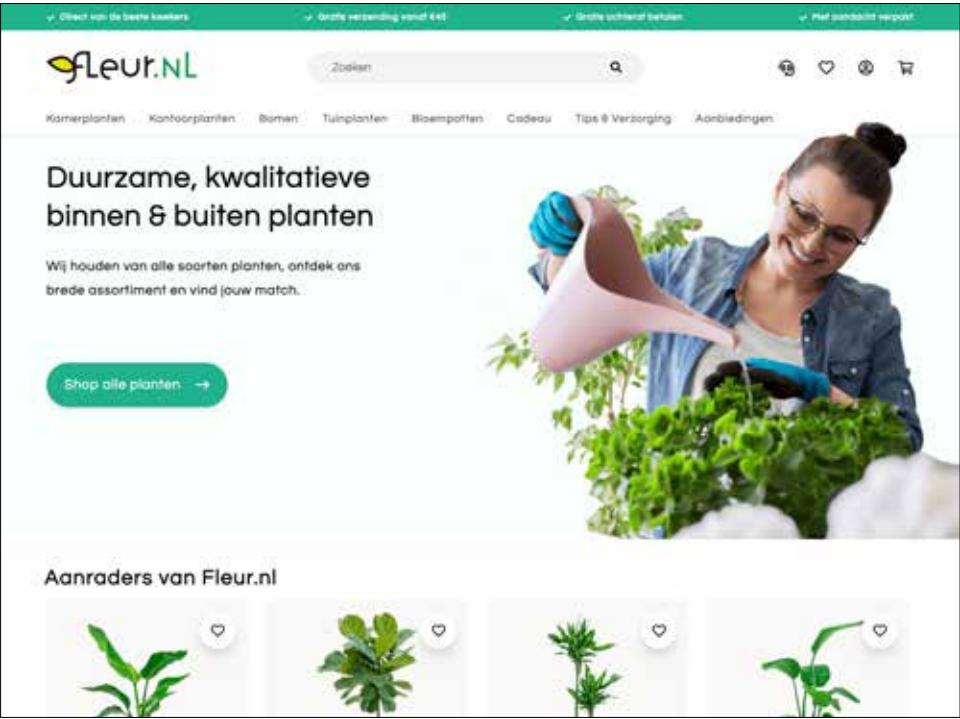 Direct van de beste kwekers
Gratis verzending vanaf €45
Gratis achteraf betalen
Met aandacht verpakt
fleur.nl
Zoeken
Kamerplanten
Kantoorplanten
Bomen
Tuinplanten
Bloempotten
Cadeau
Tips & Verzorging
Aanbiedingen
Duurzame, kwalitatieve
binnen & buiten planten
Wij houden van alle soorten planten, ontdek ons
brede assortiment en vind jouw match.
Shop alle planten →
Aanraders van Fleur.nl